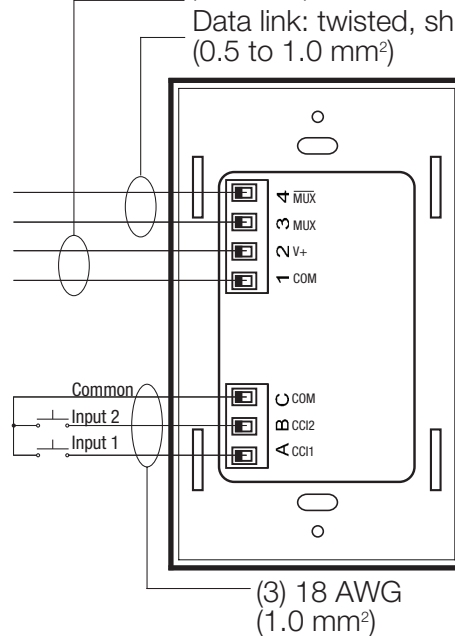 Data link: twisted, sh
(0.5 to 1.0 mm²)
4 MUX
3 MUX
2 V+
1 COM
Common
C COM
Input 2
B CCI2
Input 1
A CCI1
(3) 18 AWG
(1.0 mm²)